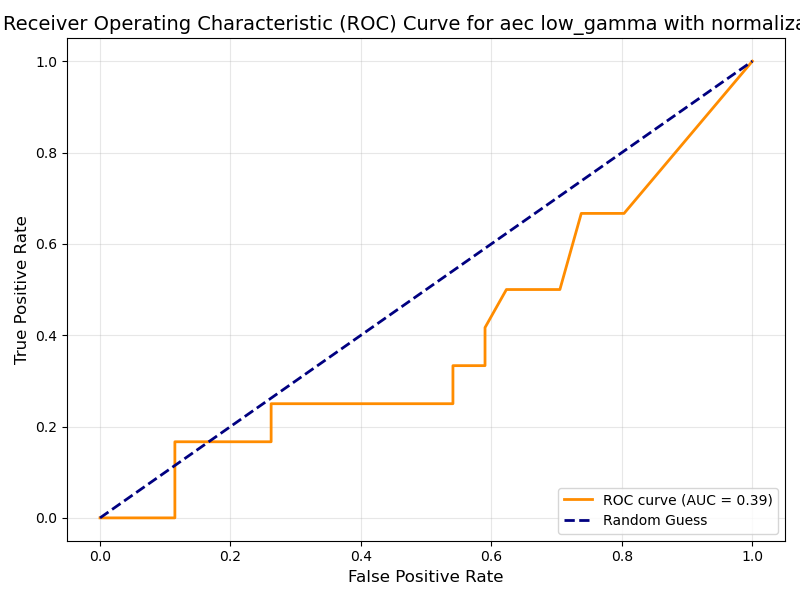 Receiver Operating Characteristic (ROC) Curve for aec low_gamma with normaliza
1.0
0.8
0.6
0.4
0.2
0.0
True Positive Rate
ROC curve (AUC = 0.39)
Random Guess
0.0 0.2 0.4 0.6 0.8 1.0
False Positive Rate